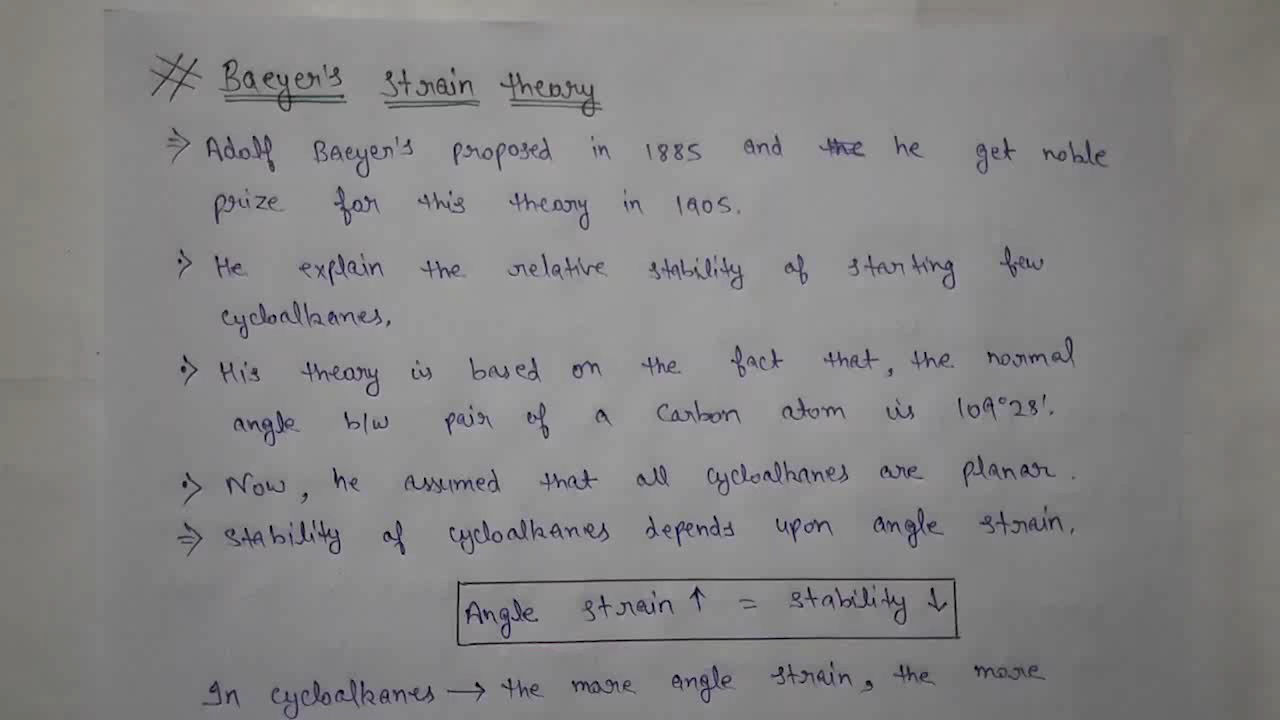 # Baeyer's strain theory
⇒ Adolf Baeyer's proposed in 1885 and the he get noble
prize for this theory in 1905.
⇒ He explain the relative stability of starting few
cycloalkanes.
⇒ His theory is based on the fact that, the normal
angle b/w pair of a carbon atom is 109°28'.
⇒ Now, he assumed that all cycloalkanes are planar.
⇒ Stability of cycloalkanes depends upon angle strain.
Angle strain ↑ = stability ↓
In cycloalkanes → the more angle strain, the more